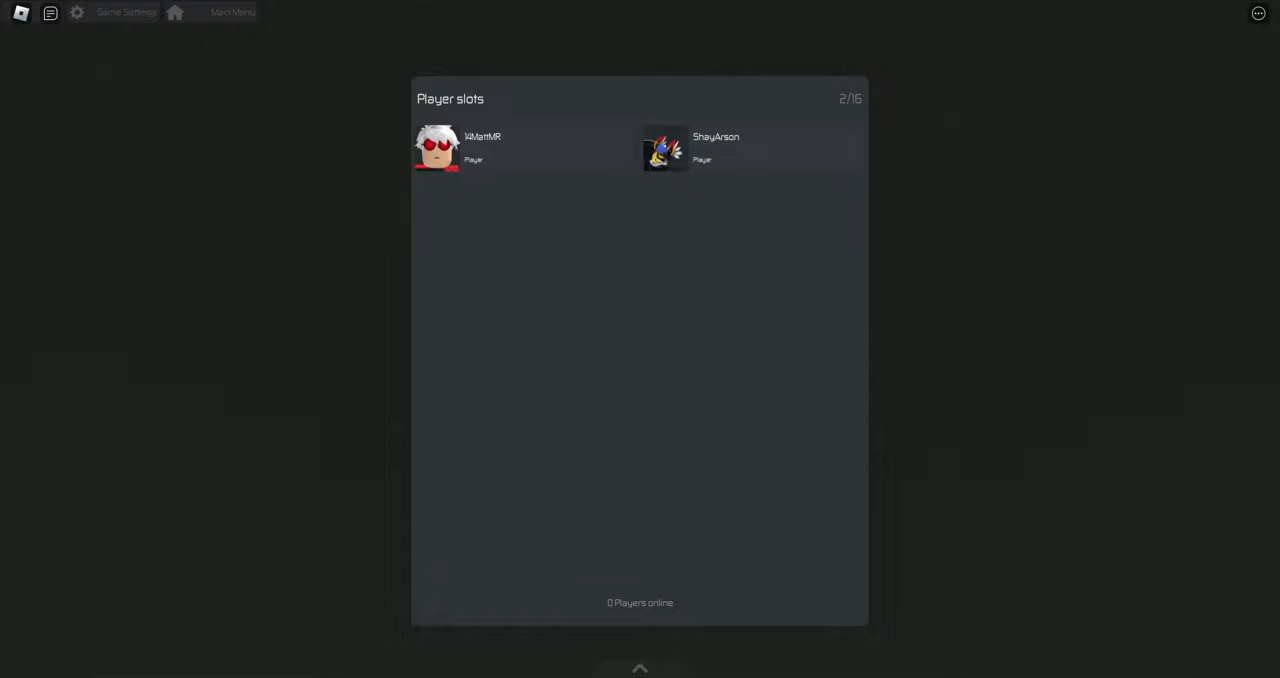 Game Settings
Main Menu
Player slots
2/16
14MattMR
Player
ShayArson
Player
0 Players online